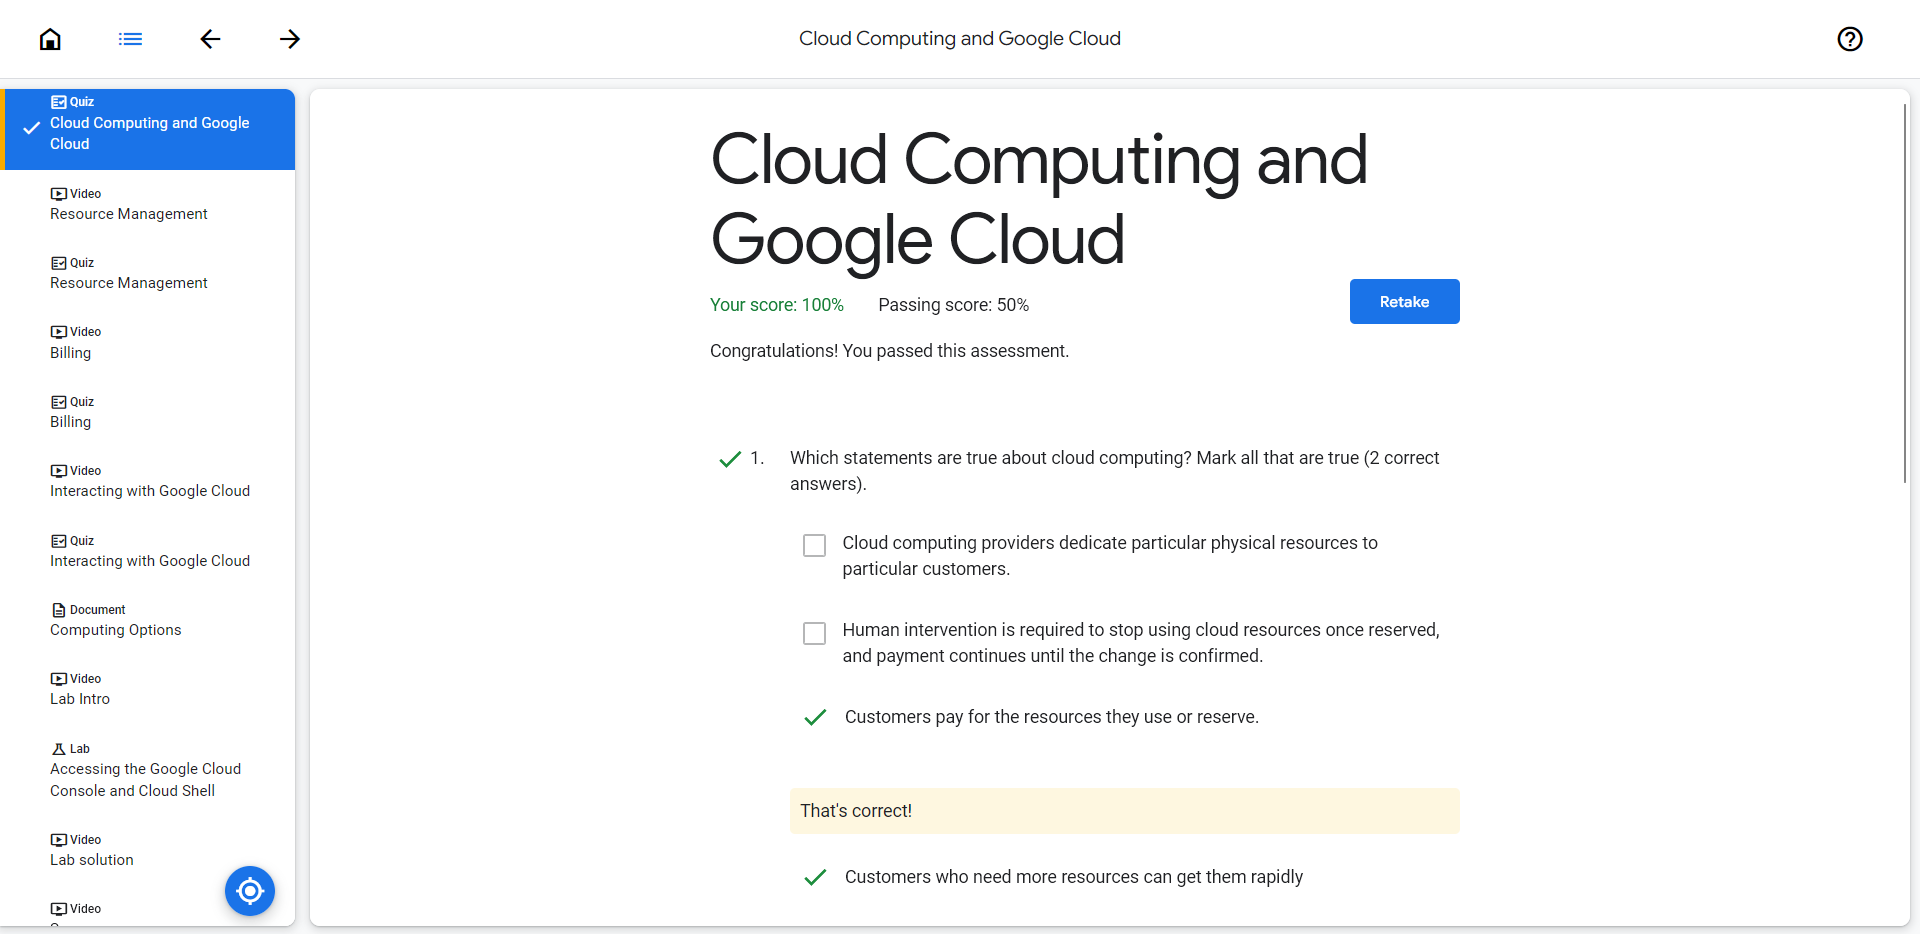 Cloud Computing and Google Cloud
Quiz
Cloud Computing and Google
Cloud
Video
Resource Management
Quiz
Resource Management
Video
Billing
Quiz
Billing
Video
Interacting with Google Cloud
Quiz
Interacting with Google Cloud
Document
Computing Options
Video
Lab Intro
Lab
Accessing the Google Cloud
Console and Cloud Shell
Video
Lab solution
Video
Cloud Computing and
Google Cloud
Your score: 100% Passing score: 50%
Retake
Congratulations! You passed this assessment.
1. Which statements are true about cloud computing? Mark all that are true (2 correct
answers).
Cloud computing providers dedicate particular physical resources to
particular customers.
Human intervention is required to stop using cloud resources once reserved,
and payment continues until the change is confirmed.
Customers pay for the resources they use or reserve.
That's correct!
Customers who need more resources can get them rapidly